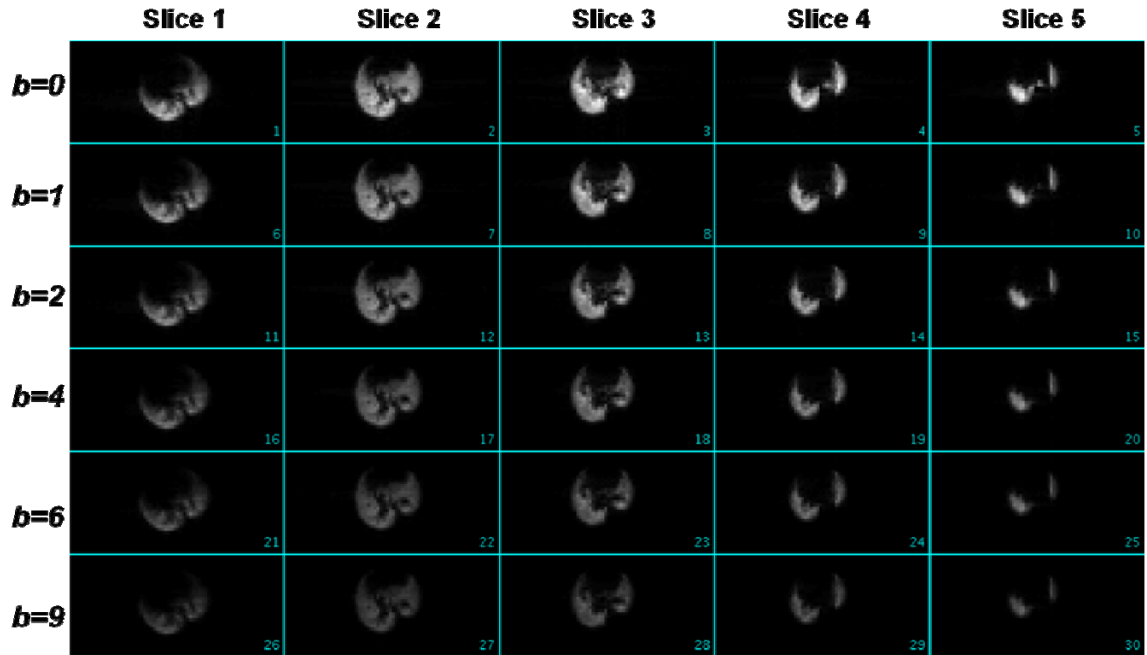 Slice 1 Slice 2 Slice 3 Slice 4 Slice 5
b=0 1 2 3 4 5
b=1 6 7 8 9 10
b=2 11 12 13 14 15
b=4 16 17 18 19 20
b=6 21 22 23 24 25
b=9 26 27 28 29 30